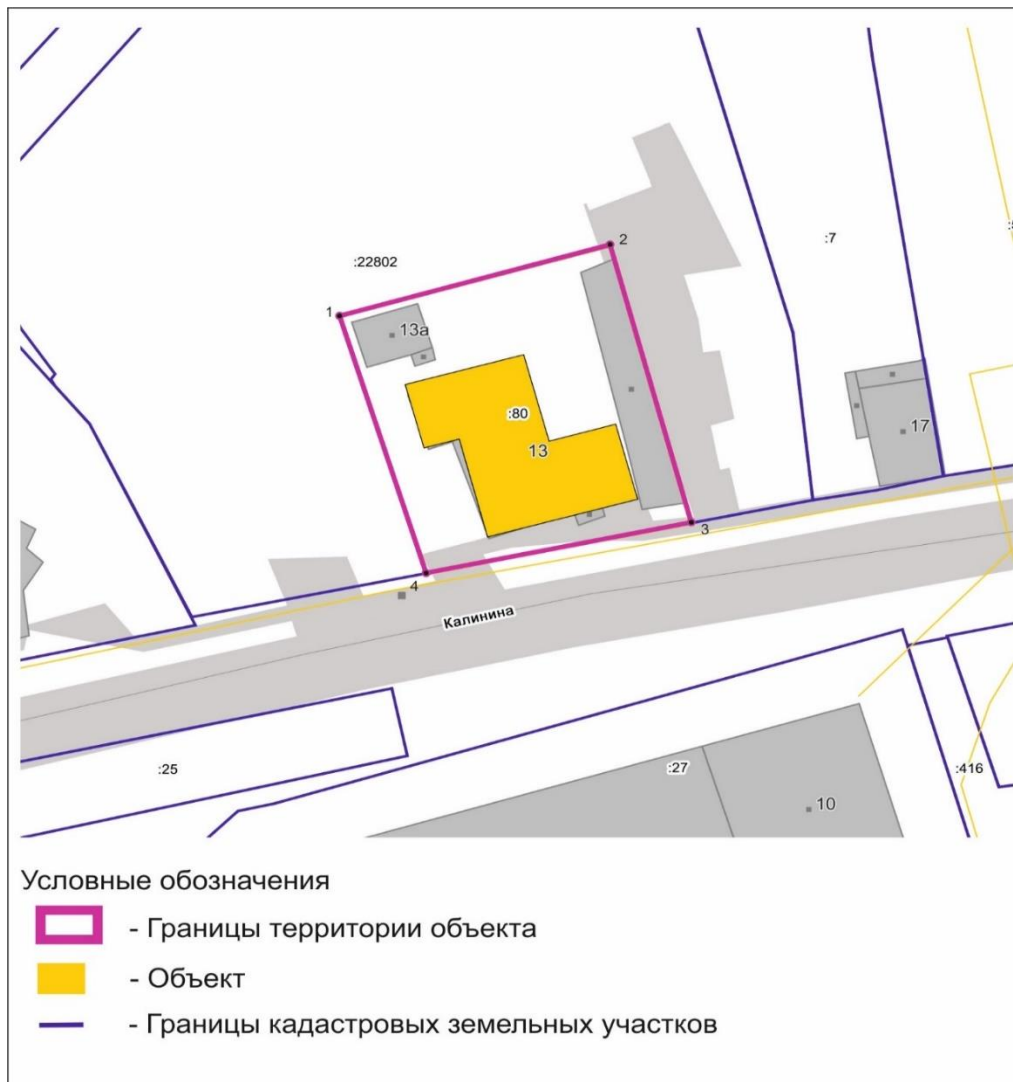 2
:7
:22802
1
13а
:80
13
17
3
4
Калинина
:25
:27
:416
10
Условные обозначения
- Границы территории объекта
- Объект
- Границы кадастровых земельных участков